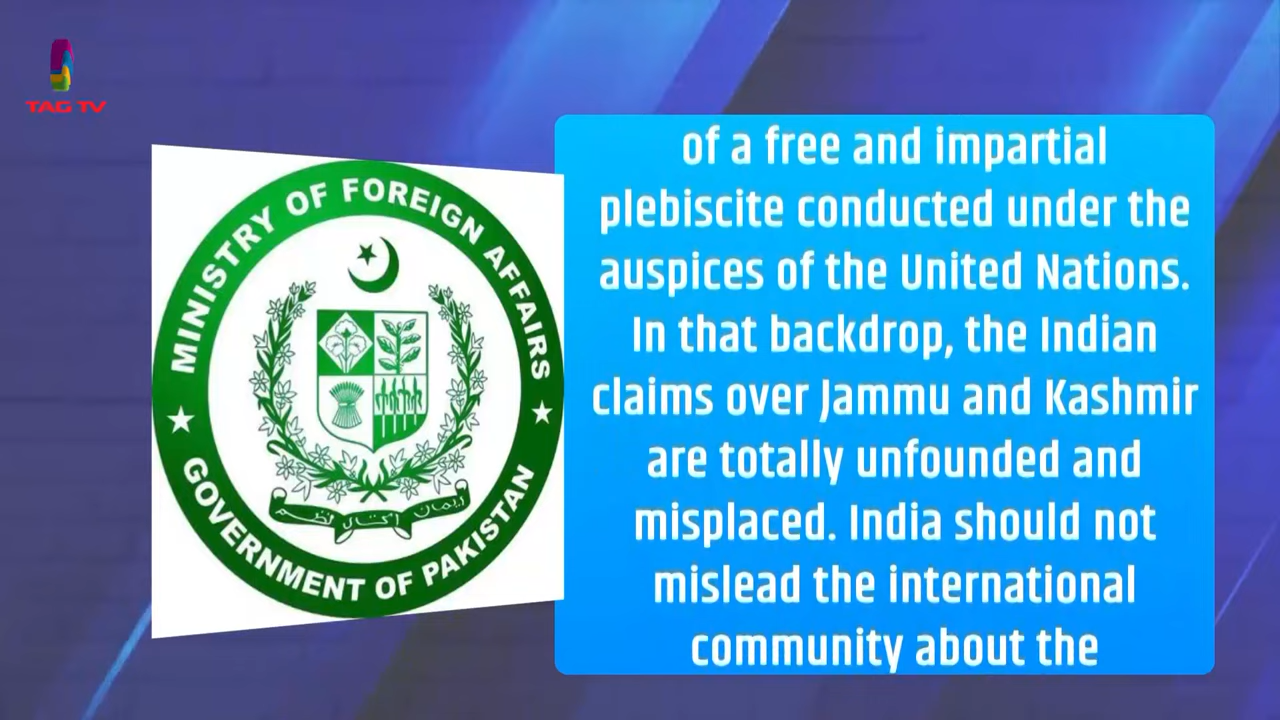 TAG TV
MINISTRY OF FOREIGN AFFAIRS
GOVERNMENT OF PAKISTAN
of a free and impartial
plebiscite conducted under the
auspices of the United Nations.
In that backdrop, the Indian
claims over Jammu and Kashmir
are totally unfounded and
misplaced. India should not
mislead the international
community about the